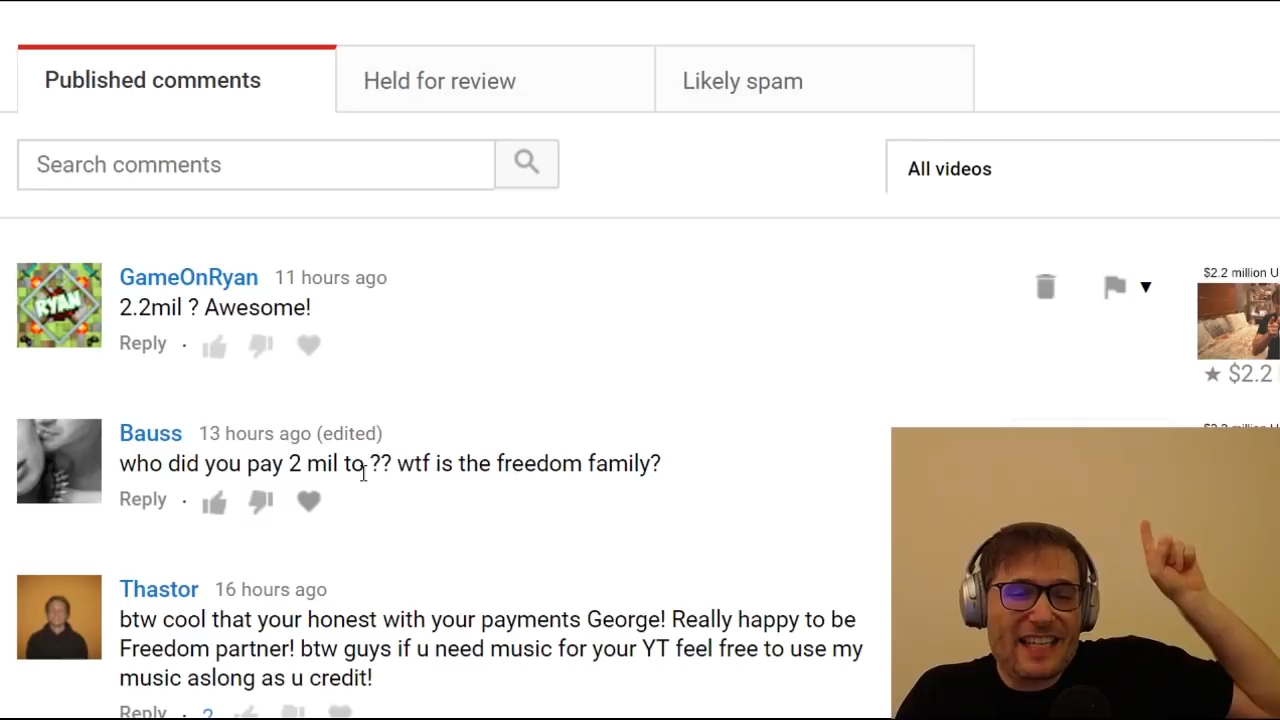 Published comments
Held for review
Likely spam
Search comments
All videos
GameOnRyan 11 hours ago
2.2mil ? Awesome!
Reply
$2.2 million U
★ $2.2
RYAN
Bauss 13 hours ago (edited)
who did you pay 2 mil to ?? wtf is the freedom family?
Reply
Thastor 16 hours ago
btw cool that your honest with your payments George! Really happy to be
Freedom partner! btw guys if u need music for your YT feel free to use my
music aslong as u credit!
Reply 2